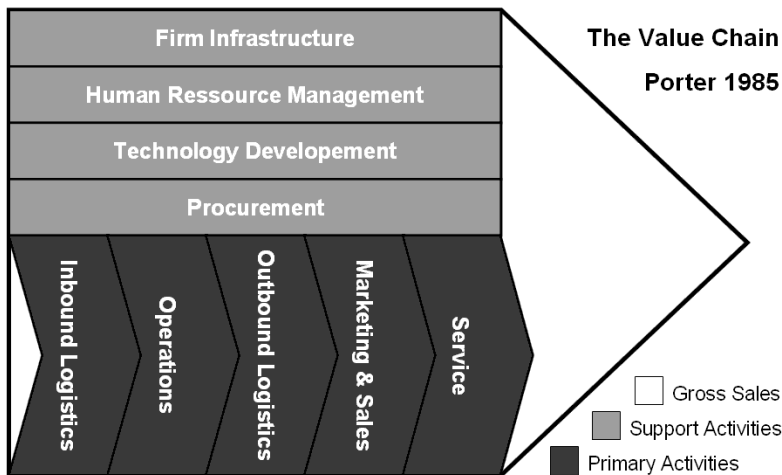 Firm Infrastructure
Human Ressource Management
Technology Developement
Procurement
Inbound Logistics
Operations
Outbound Logistics
Marketing & Sales
Service
The Value Chain
Porter 1985
Gross Sales
Support Activities
Primary Activities